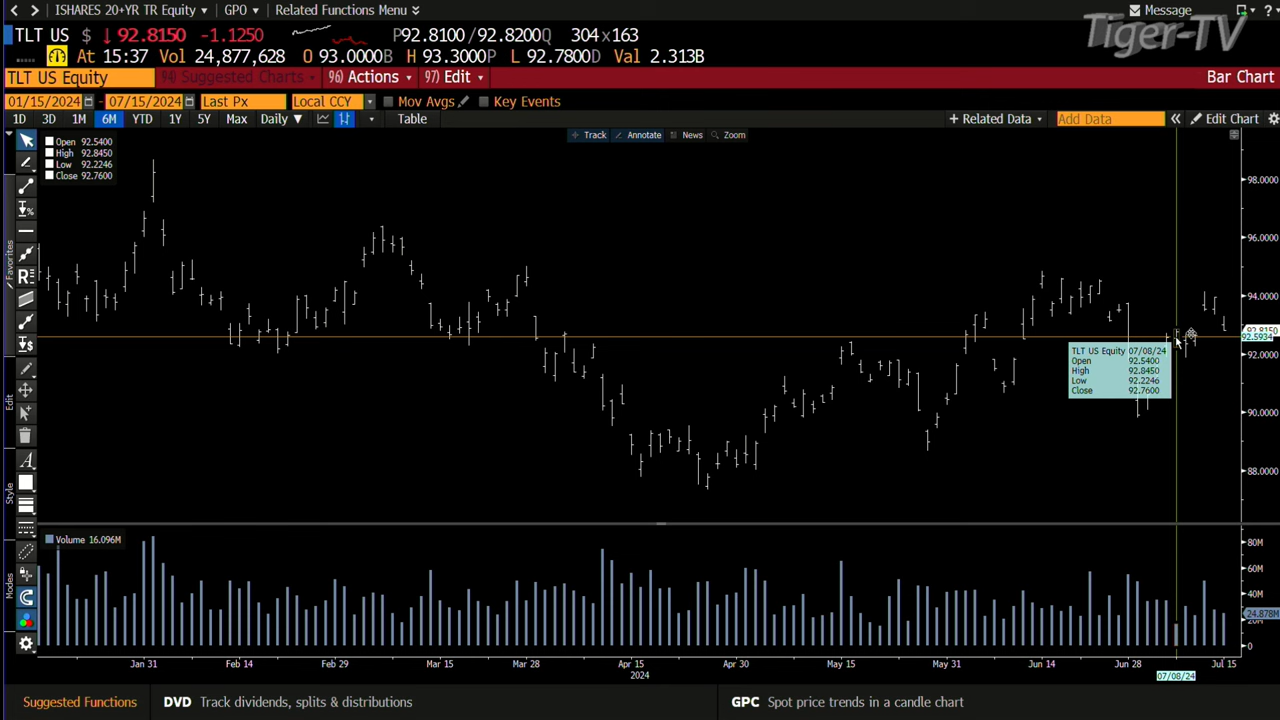 ISHARES 20+YR TR Equity GPO Related Functions Menu Message
Tiger-TV
TLT US $ ↓ 92.8150 -1.1250 P92.8100 / 92.8200Q 304 x 163
At 15:37 Vol 24,877,628 O 93.0000B H 93.3000P L 92.7800D Val 2.313B
TLT US Equity 94) Suggested Charts 96) Actions 97) Edit Bar Chart
01/15/2024 - 07/15/2024 Last Px Local CCY Mov Avgs Key Events
1D 3D 1M 6M YTD 1Y 5Y Max Daily ▼ Table + Related Data Add Data « Edit Chart
Track Annotate News Zoom
Open 92.5400
High 92.8450
Low 92.2246
Close 92.7600
98.0000
96.0000
94.0000
92.8150
92.5934
92.0000
90.0000
88.0000
TLT US Equity 07/08/24
Open 92.5400
High 92.8450
Low 92.2246
Close 92.7600
Favorites
Edit
Style
Modes
Volume 16.096M
80M
60M
40M
24.878M
20M
0
Jan 31 Feb 14 Feb 29 Mar 15 Mar 28 Apr 15 Apr 30 May 15 May 31 Jun 14 Jun 28 Jul 15
2024 07/08/24
Suggested Functions DVD Track dividends, splits & distributions GPC Spot price trends in a candle chart